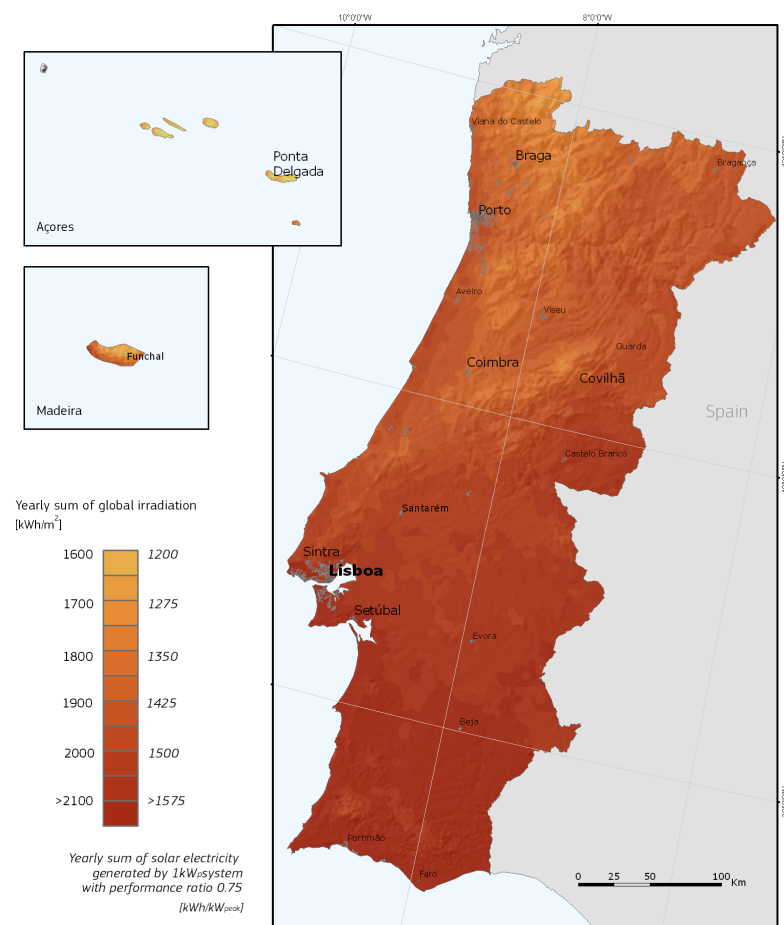 10°0'0"W
8°0'0"W
Ponta
Delgada
Açores
Funchal
Madeira
Viana do Castelo
Braga
Bragança
Porto
Aveiro
Viseu
Guarda
Coimbra
Covilhã
Spain
Castelo Branco
Santarém
Sintra
Lisboa
Setúbal
Evora
Beja
Portimão
Faro
Yearly sum of global irradiation
[kWh/m²]
1600 1200
1700 1275
1800 1350
1900 1425
2000 1500
>2100 >1575
Yearly sum of solar electricity
generated by 1kWpsystem
with performance ratio 0.75
[kWh/kWpeak]
0 25 50 100
Km